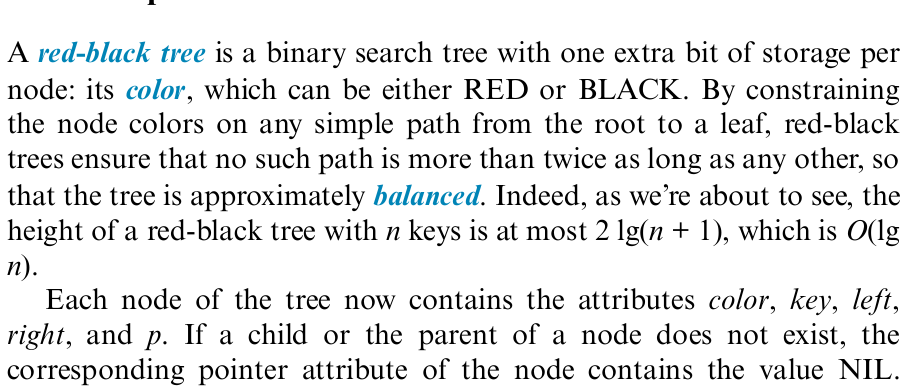 A red-black tree is a binary search tree with one extra bit of storage per
node: its color, which can be either RED or BLACK. By constraining
the node colors on any simple path from the root to a leaf, red-black
trees ensure that no such path is more than twice as long as any other, so
that the tree is approximately balanced. Indeed, as we’re about to see, the
height of a red-black tree with n keys is at most 2 lg(n + 1), which is O(lg
n).
Each node of the tree now contains the attributes color, key, left,
right, and p. If a child or the parent of a node does not exist, the
corresponding pointer attribute of the node contains the value NIL.